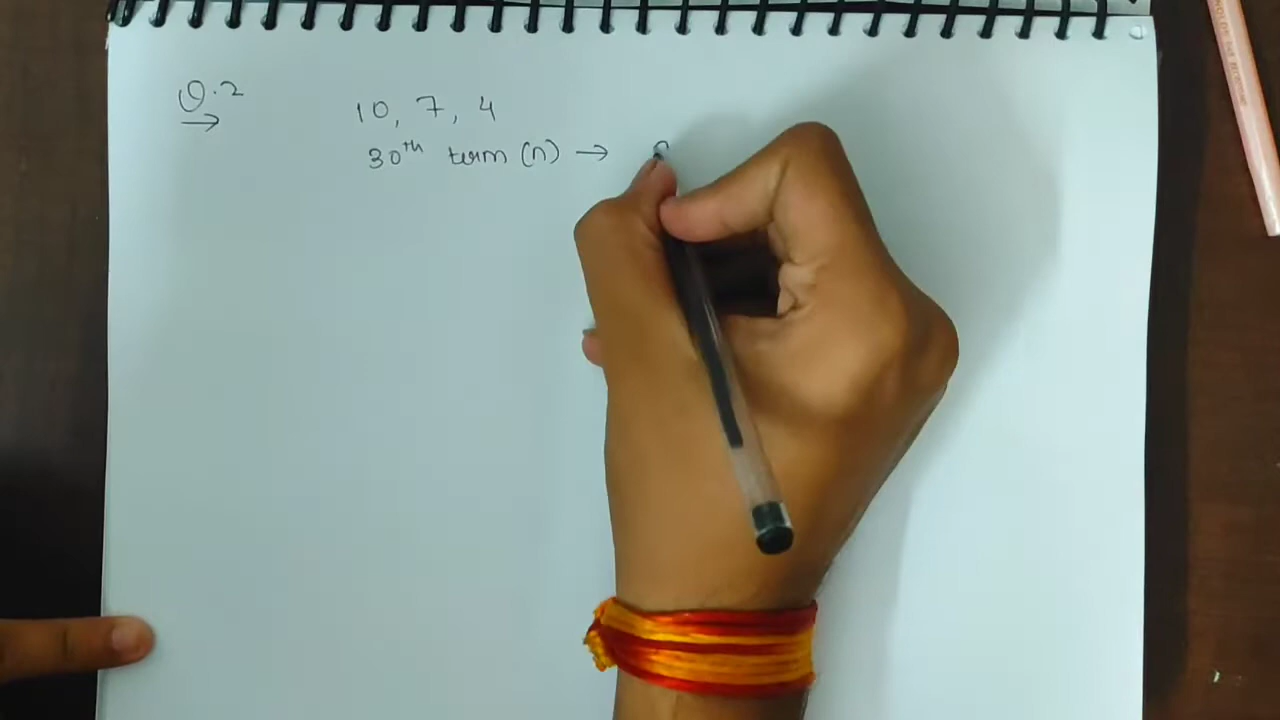 Q.2
10, 7, 4
30th term (n) →